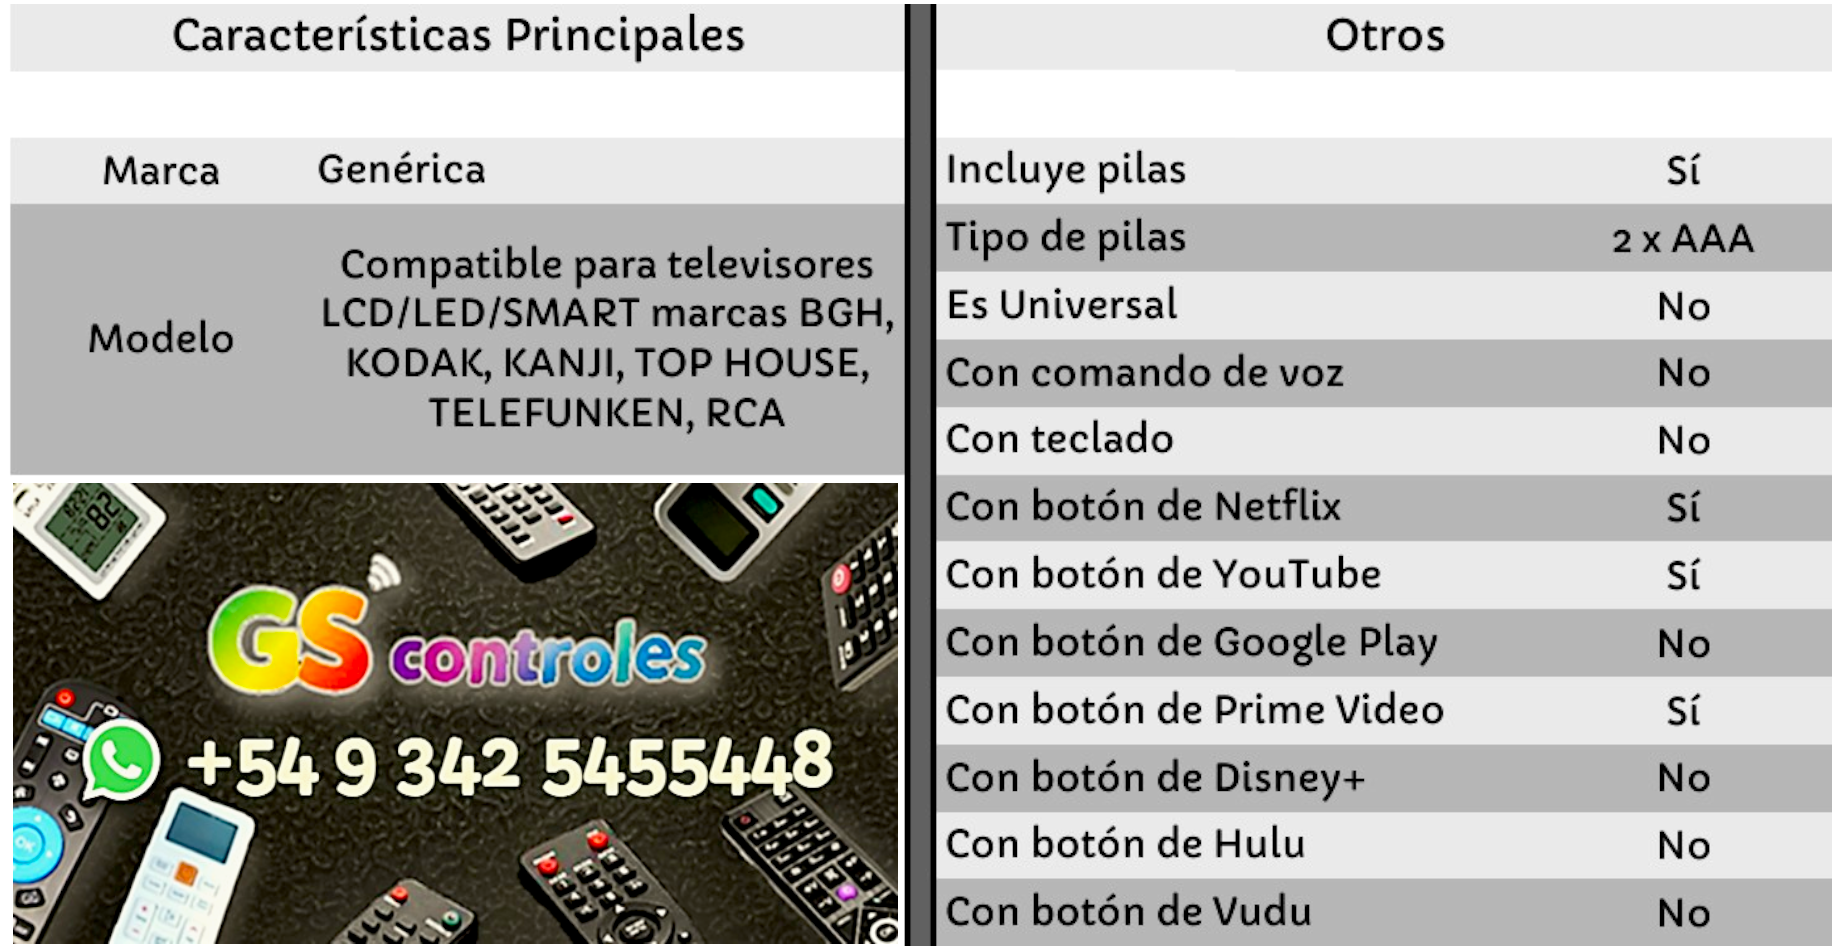 Características Principales
Marca Genérica
Modelo
Compatible para televisores
LCD/LED/SMART marcas BGH,
KODAK, KANJI, TOP HOUSE,
TELEFUNKEN, RCA
GS controles
+54 9 342 5455448
Otros
Incluye pilas Sí
Tipo de pilas 2 x AAA
Es Universal No
Con comando de voz No
Con teclado No
Con botón de Netflix Sí
Con botón de YouTube Sí
Con botón de Google Play No
Con botón de Prime Video Sí
Con botón de Disney+ No
Con botón de Hulu No
Con botón de Vudu No
82
OK